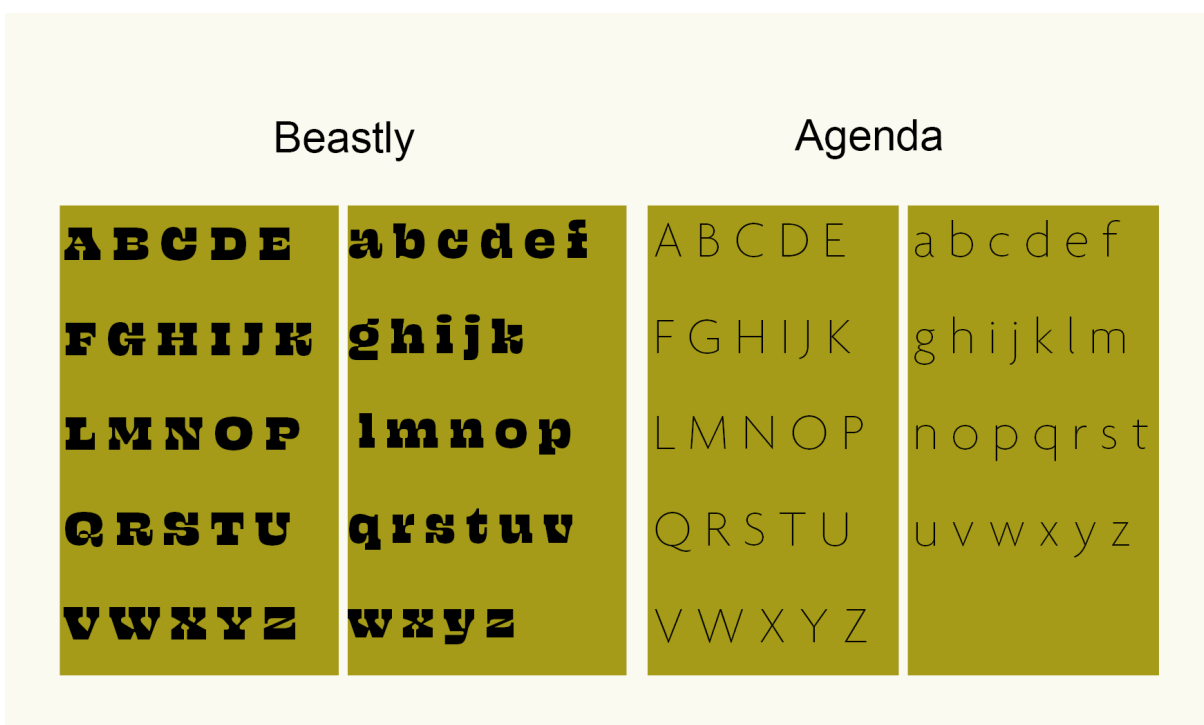 Beastly
A B C D E
F G H I J K
L M N O P
Q R S T U
V W X Y Z
a b c d e f
g h i j k
l m n o p
q r s t u v
w x y z
Agenda
A B C D E
F G H I J K
L M N O P
Q R S T U
V W X Y Z
a b c d e f
g h i j k l m
n o p q r s t
u v w x y z